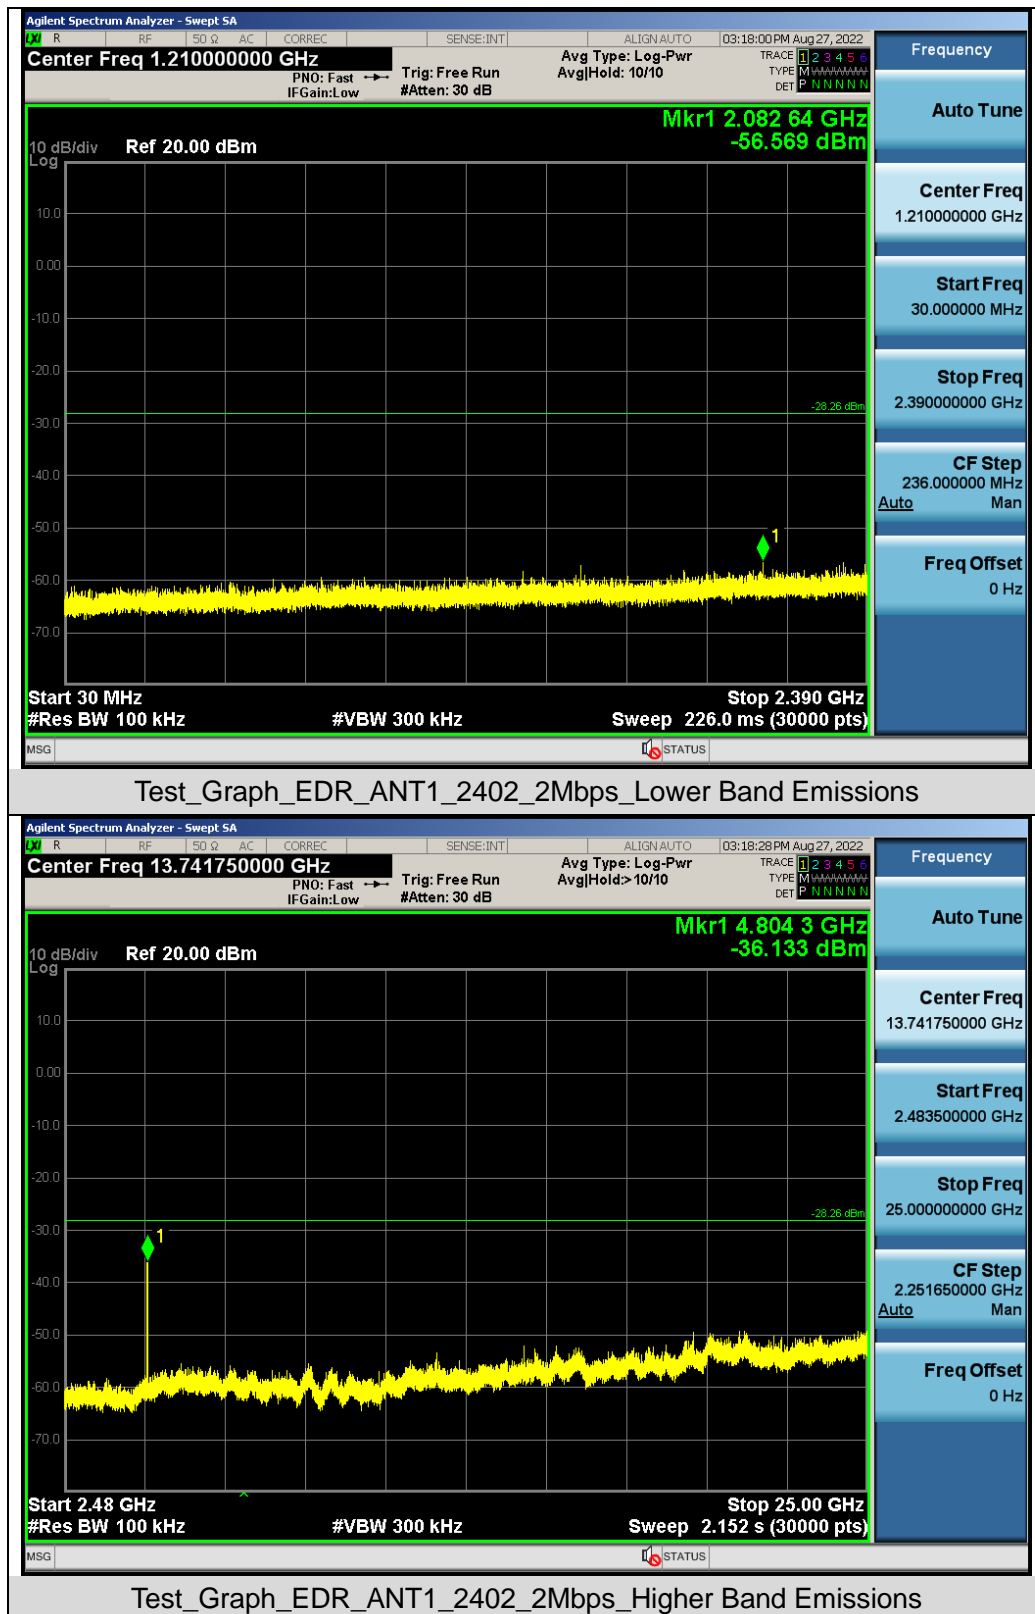 Agilent Spectrum Analyzer - Swept SA
LXI R RF 50 Ω AC CORREC SENSE:INT ALIGN AUTO 03:18:00 PM Aug 27, 2022
Center Freq 1.210000000 GHz
PNO: Fast
IFGain:Low
Trig: Free Run
#Atten: 30 dB
Avg Type: Log-Pwr
Avg|Hold: 10/10
TRACE 1 2 3 4 5 6
TYPE M
DET P N N N N N
Mkr1 2.082 64 GHz
-56.569 dBm
10 dB/div Ref 20.00 dBm
Log
10.0
0.00
-10.0
-20.0
-28.26 dBm
-30.0
-40.0
-50.0
1
-60.0
-70.0
Start 30 MHz Stop 2.390 GHz
#Res BW 100 kHz #VBW 300 kHz Sweep 226.0 ms (30000 pts)
MSG STATUS
Frequency
Auto Tune
Center Freq
1.210000000 GHz
Start Freq
30.000000 MHz
Stop Freq
2.390000000 GHz
CF Step
236.000000 MHz
Auto Man
Freq Offset
0 Hz
Test_Graph_EDR_ANT1_2402_2Mbps_Lower Band Emissions
Agilent Spectrum Analyzer - Swept SA
LXI R RF 50 Ω AC CORREC SENSE:INT ALIGN AUTO 03:18:28 PM Aug 27, 2022
Center Freq 13.741750000 GHz
PNO: Fast
IFGain:Low
Trig: Free Run
#Atten: 30 dB
Avg Type: Log-Pwr
Avg|Hold:>10/10
TRACE 1 2 3 4 5 6
TYPE M
DET P N N N N N
Mkr1 4.804 3 GHz
-36.133 dBm
10 dB/div Ref 20.00 dBm
Log
10.0
0.00
-10.0
-20.0
-28.26 dBm
-30.0
1
-40.0
-50.0
-60.0
-70.0
Start 2.48 GHz Stop 25.00 GHz
#Res BW 100 kHz #VBW 300 kHz Sweep 2.152 s (30000 pts)
MSG STATUS
Frequency
Auto Tune
Center Freq
13.741750000 GHz
Start Freq
2.483500000 GHz
Stop Freq
25.000000000 GHz
CF Step
2.251650000 GHz
Auto Man
Freq Offset
0 Hz
Test_Graph_EDR_ANT1_2402_2Mbps_Higher Band Emissions